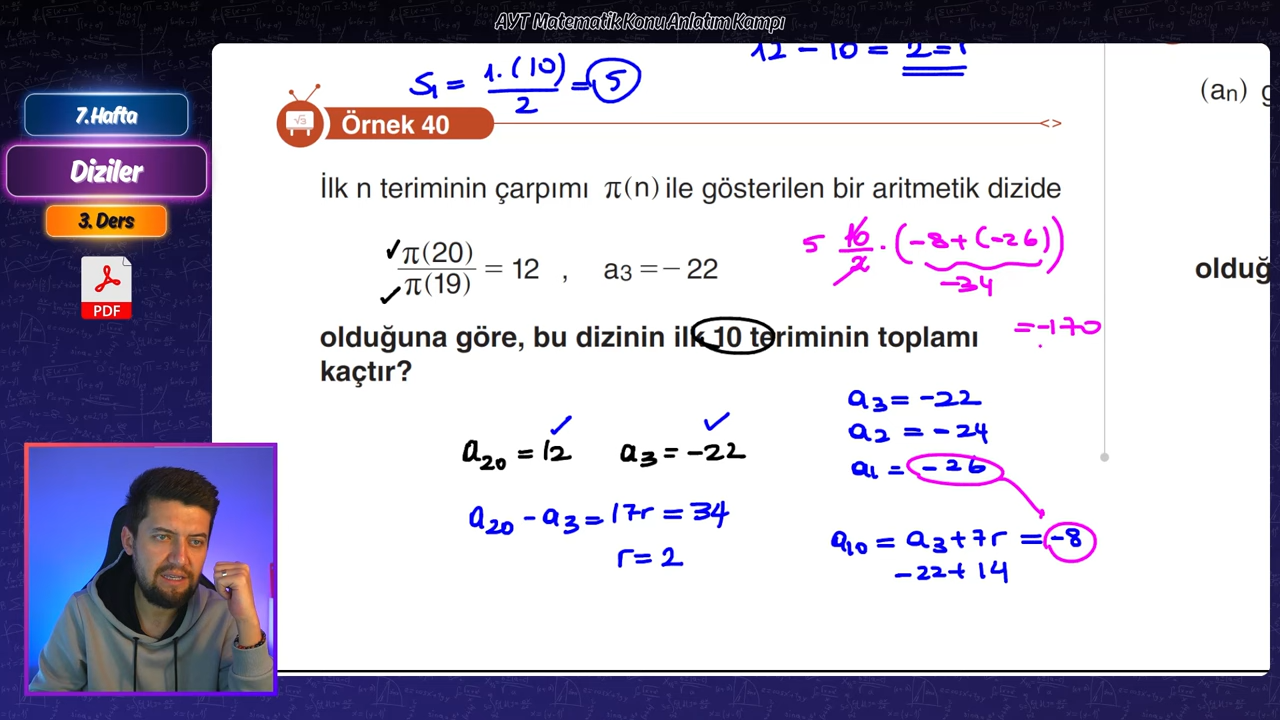 AYT Matematik Konu Anlatım Kampı
7. Hafta
Diziler
3. Ders
PDF
S₁ = 1.(10) / 2 = 5
12 - 10 = 2 = r
√3 Örnek 40
İlk n teriminin çarpımı π(n) ile gösterilen bir aritmetik dizide
π(20) / π(19) = 12 , a₃ = - 22
olduğuna göre, bu dizinin ilk 10 teriminin toplamı
kaçtır?
5 10/2 . (-8 + (-26))
-34
= -170
a₂₀ = 12 a₃ = -22
a₂₀ - a₃ = 17r = 34
r = 2
a₃ = -22
a₂ = -24
a₁ = -26
a₁₀ = a₃ + 7r = -8
-22 + 14
(aₙ) g
olduğ